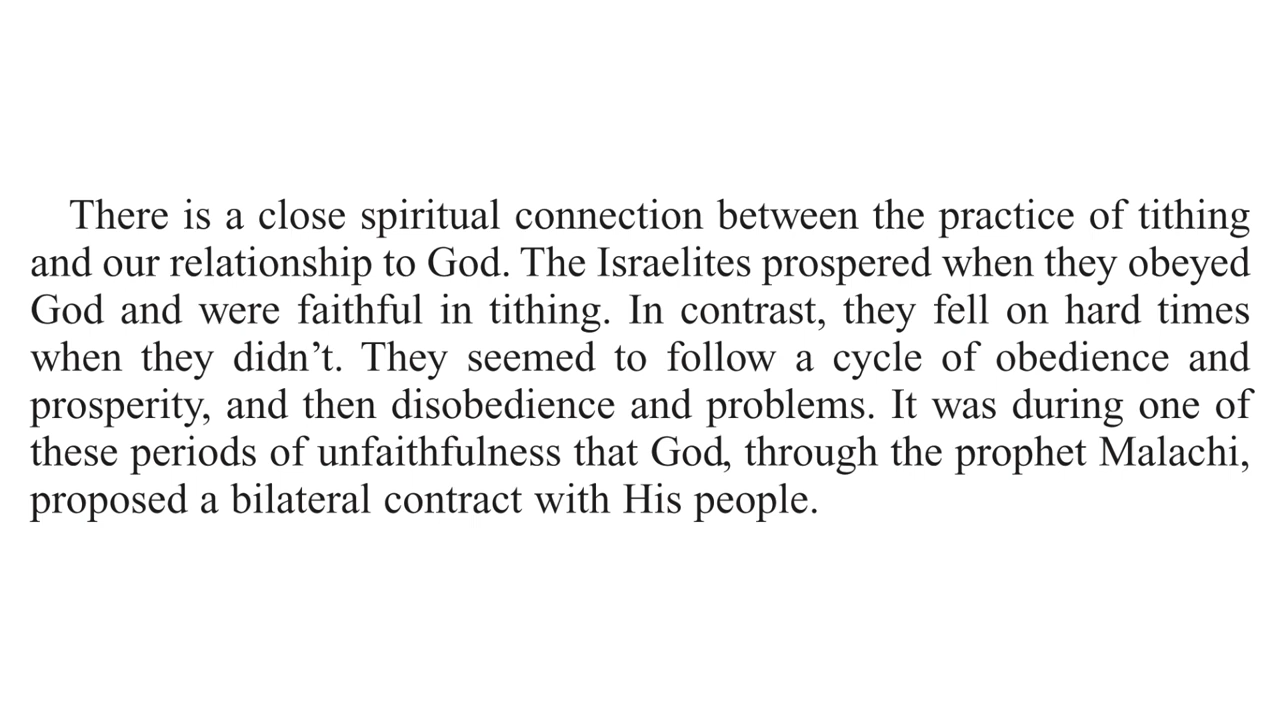 There is a close spiritual connection between the practice of tithing
and our relationship to God. The Israelites prospered when they obeyed
God and were faithful in tithing. In contrast, they fell on hard times
when they didn’t. They seemed to follow a cycle of obedience and
prosperity, and then disobedience and problems. It was during one of
these periods of unfaithfulness that God, through the prophet Malachi,
proposed a bilateral contract with His people.